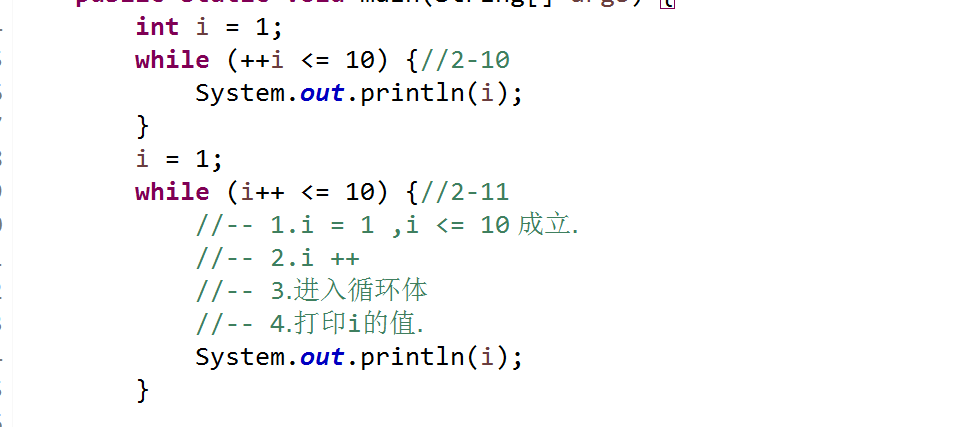 public static void main(String[] args) {
int i = 1;
while (++i <= 10) {//2-10
System.out.println(i);
}
i = 1;
while (i++ <= 10) {//2-11
//-- 1.i = 1 ,i <= 10 成立.
//-- 2.i ++
//-- 3.进入循环体
//-- 4.打印i的值.
System.out.println(i);
}